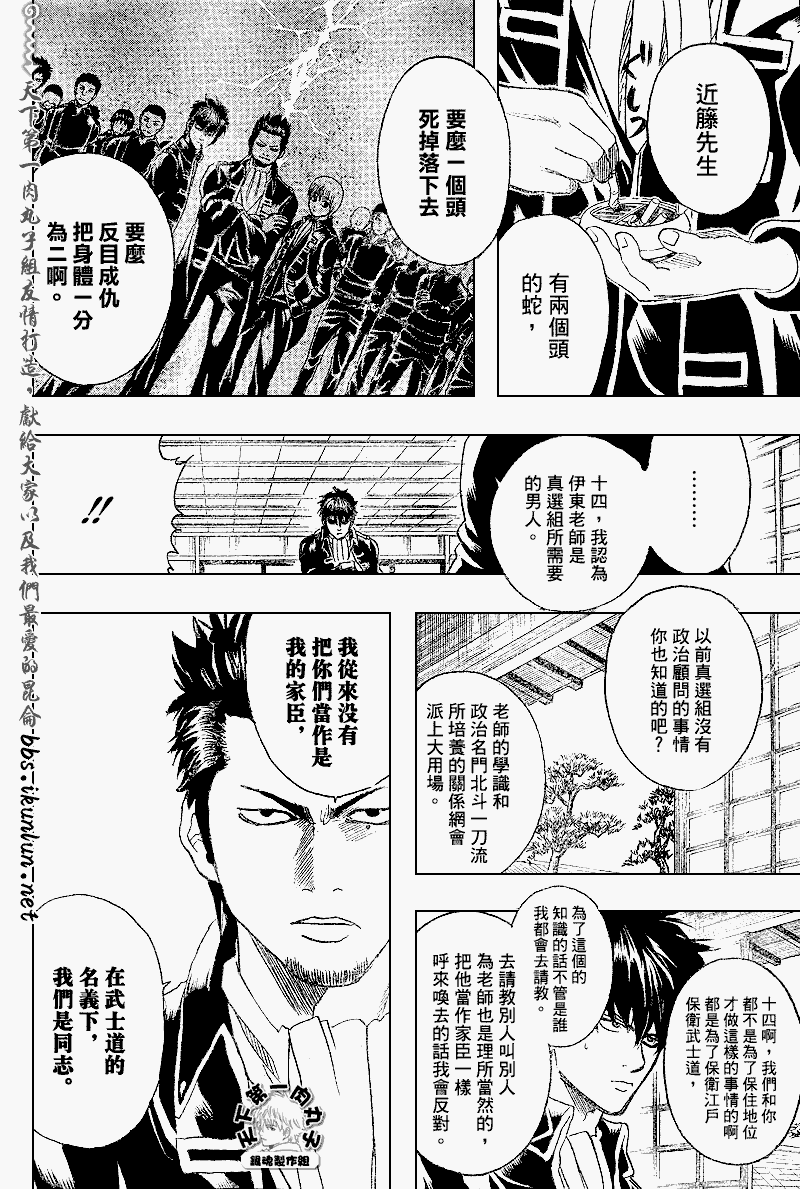 近藤先生
有兩個頭
的蛇，
要麼一個頭
死掉落下去
要麼
反目成仇
把身體一分
為二啊。
………
十四，我認為
伊東老師是
真選組所需要
的男人。
!!
以前真選組沒有
政治顧問的事情
你也知道的吧？
老師的學識和
政治名門北斗一刀流
所培養的關係網會
派上大用場。
我從來沒有
把你們當作是
我的家臣，
在武士道的
名義下，
我們是同志。
十四啊，我們和你
都不是為了保住地位
才做這樣的事情的啊
都是為了保衛江戶
保衛武士道，
為了這個的
知識的話不管是誰
我都會去請教。
去請教別人叫別人
為老師也是理所當然的，
把他當作家臣一樣
呼來喚去的話我會反對。
天下第一肉丸子組友情打造，獻給大家以及我們最愛的昆侖 bbs.ikunlun.net
天下第一肉丸子
銀魂製作組